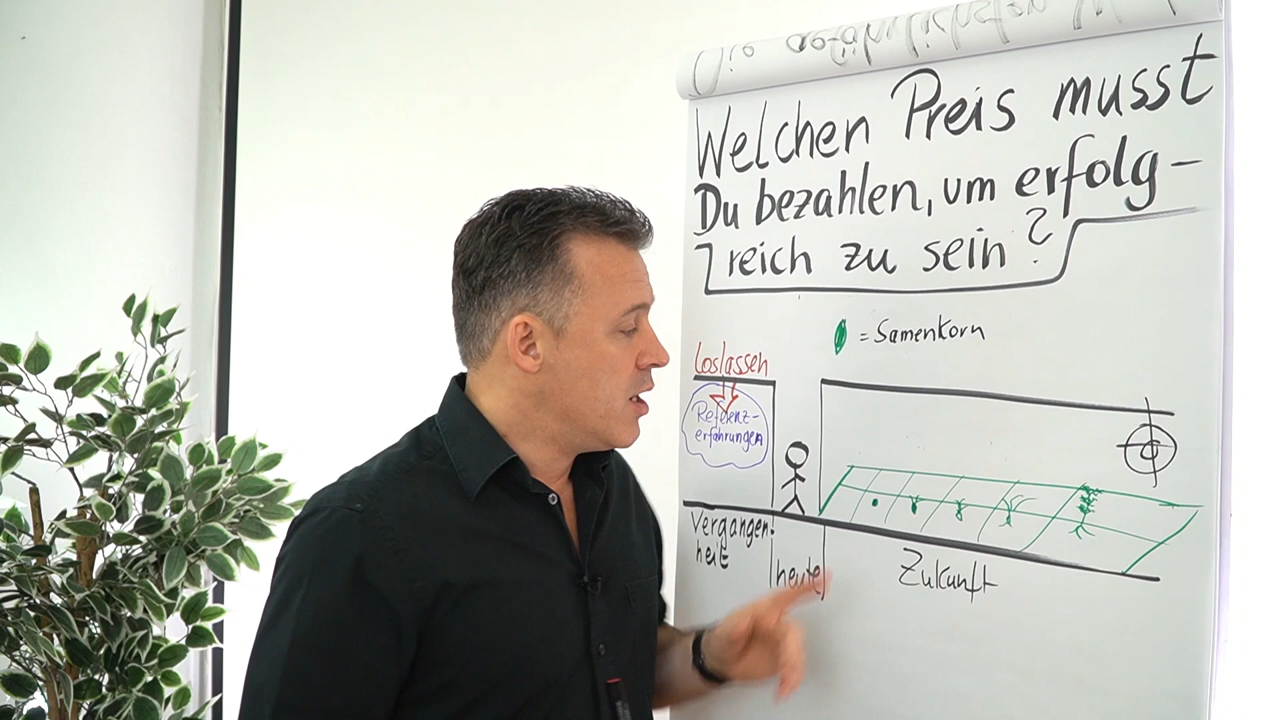 Welchen Preis musst
Du bezahlen, um erfolg-
reich zu sein?
= Samenkorn
loslassen
Referenz-
erfahrungen
Vergangen-
heit
heute
Zukunft